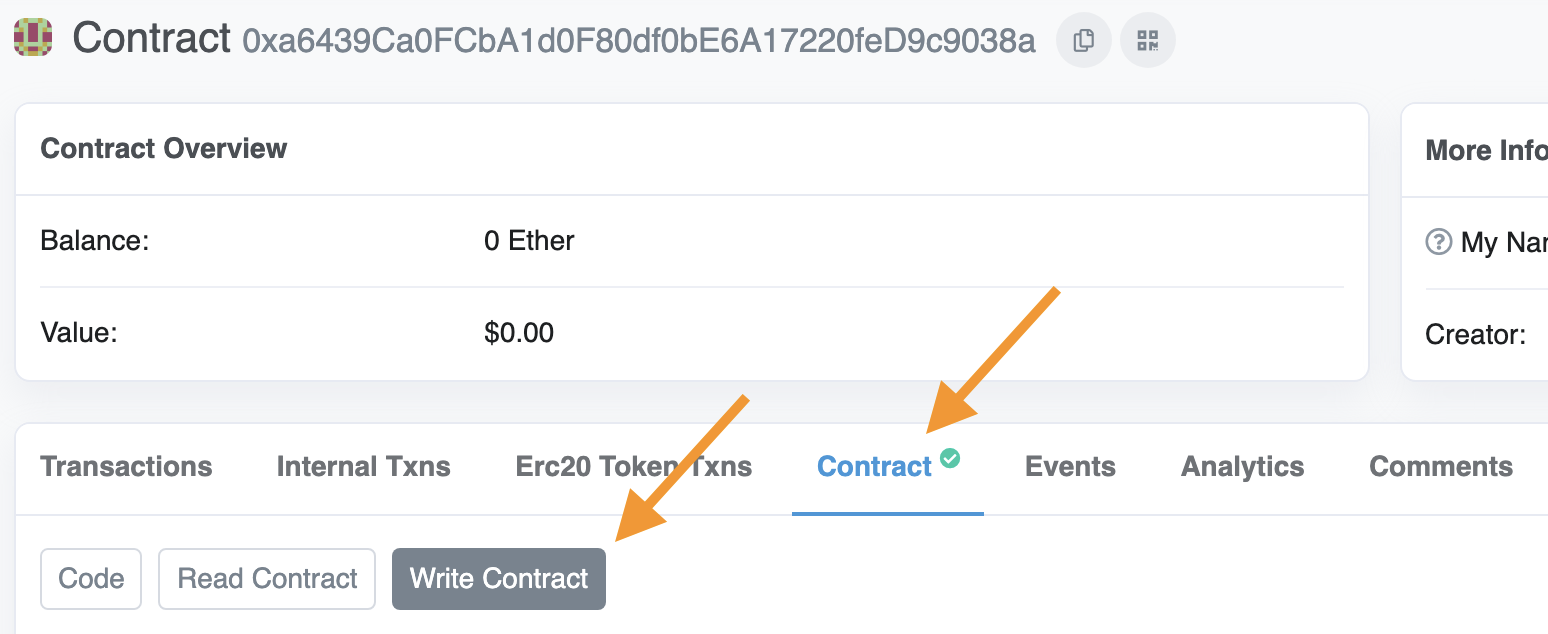 Contract 0xa6439Ca0FCbA1d0F80df0bE6A17220feD9c9038a
Contract Overview
Balance: 0 Ether
Value: $0.00
More Info
? My Nar
Creator:
Transactions Internal Txns Erc20 Token Txns Contract Events Analytics Comments
Code Read Contract Write Contract